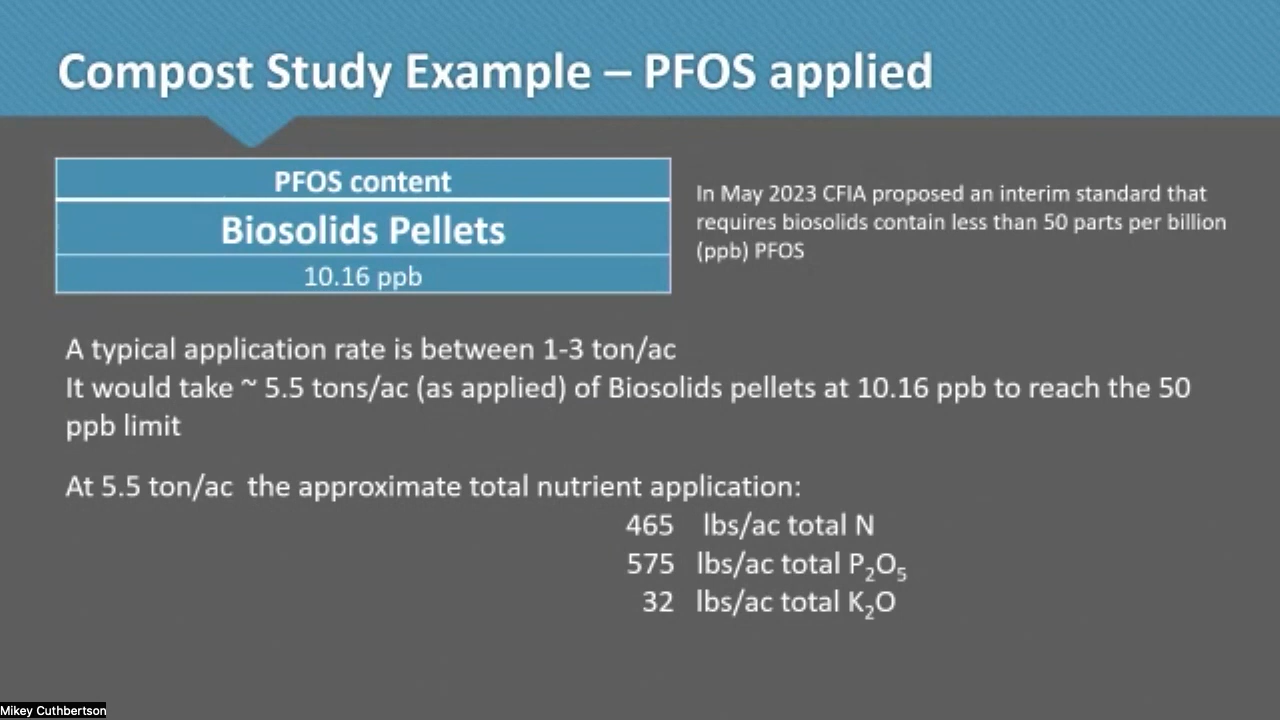 Compost Study Example – PFOS applied
PFOS content
Biosolids Pellets
10.16 ppb
In May 2023 CFIA proposed an interim standard that
requires biosolids contain less than 50 parts per billion
(ppb) PFOS
A typical application rate is between 1-3 ton/ac
It would take ~ 5.5 tons/ac (as applied) of Biosolids pellets at 10.16 ppb to reach the 50
ppb limit
At 5.5 ton/ac the approximate total nutrient application:
465 lbs/ac total N
575 lbs/ac total P₂O₅
32 lbs/ac total K₂O
Mikey Cuthbertson